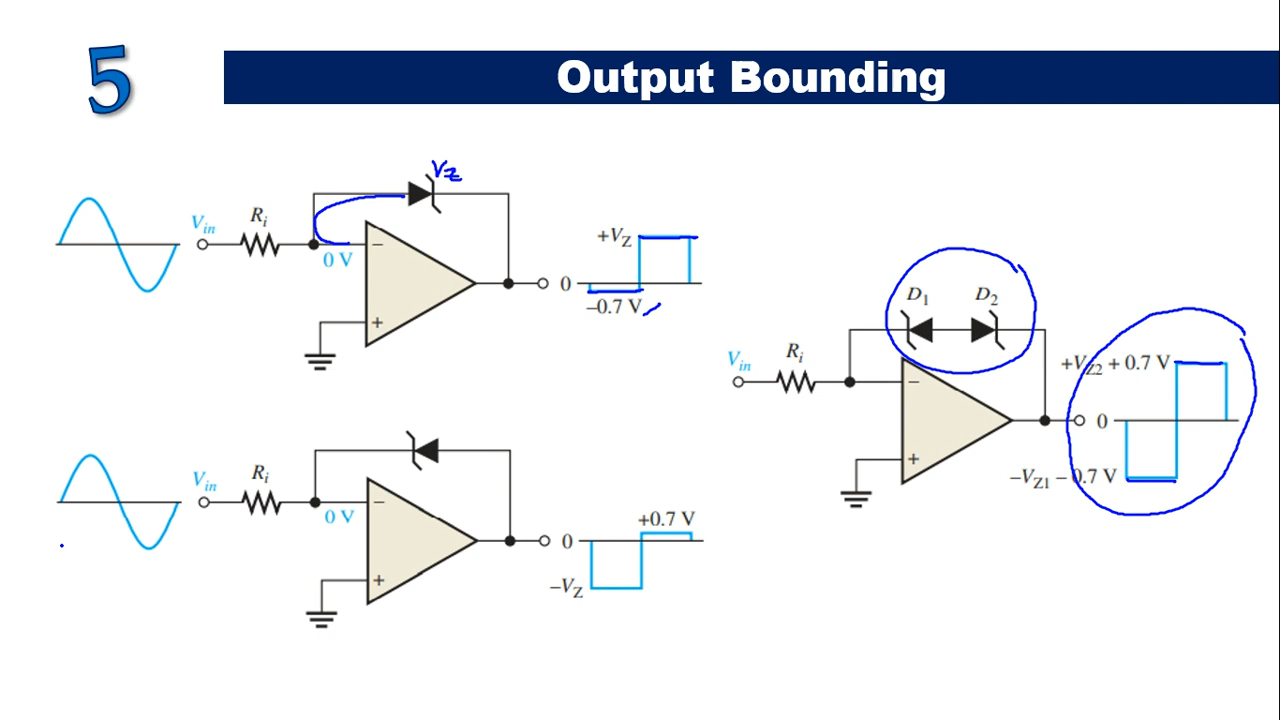 5
Output Bounding
Vz
Vin
Ri
−
0 V
+
+VZ
0
−0.7 V
D1 D2
Vin
Ri
−
+
+VZ2 + 0.7 V
0
−VZ1 − 0.7 V
Vin
Ri
−
0 V
+
+0.7 V
0
−VZ